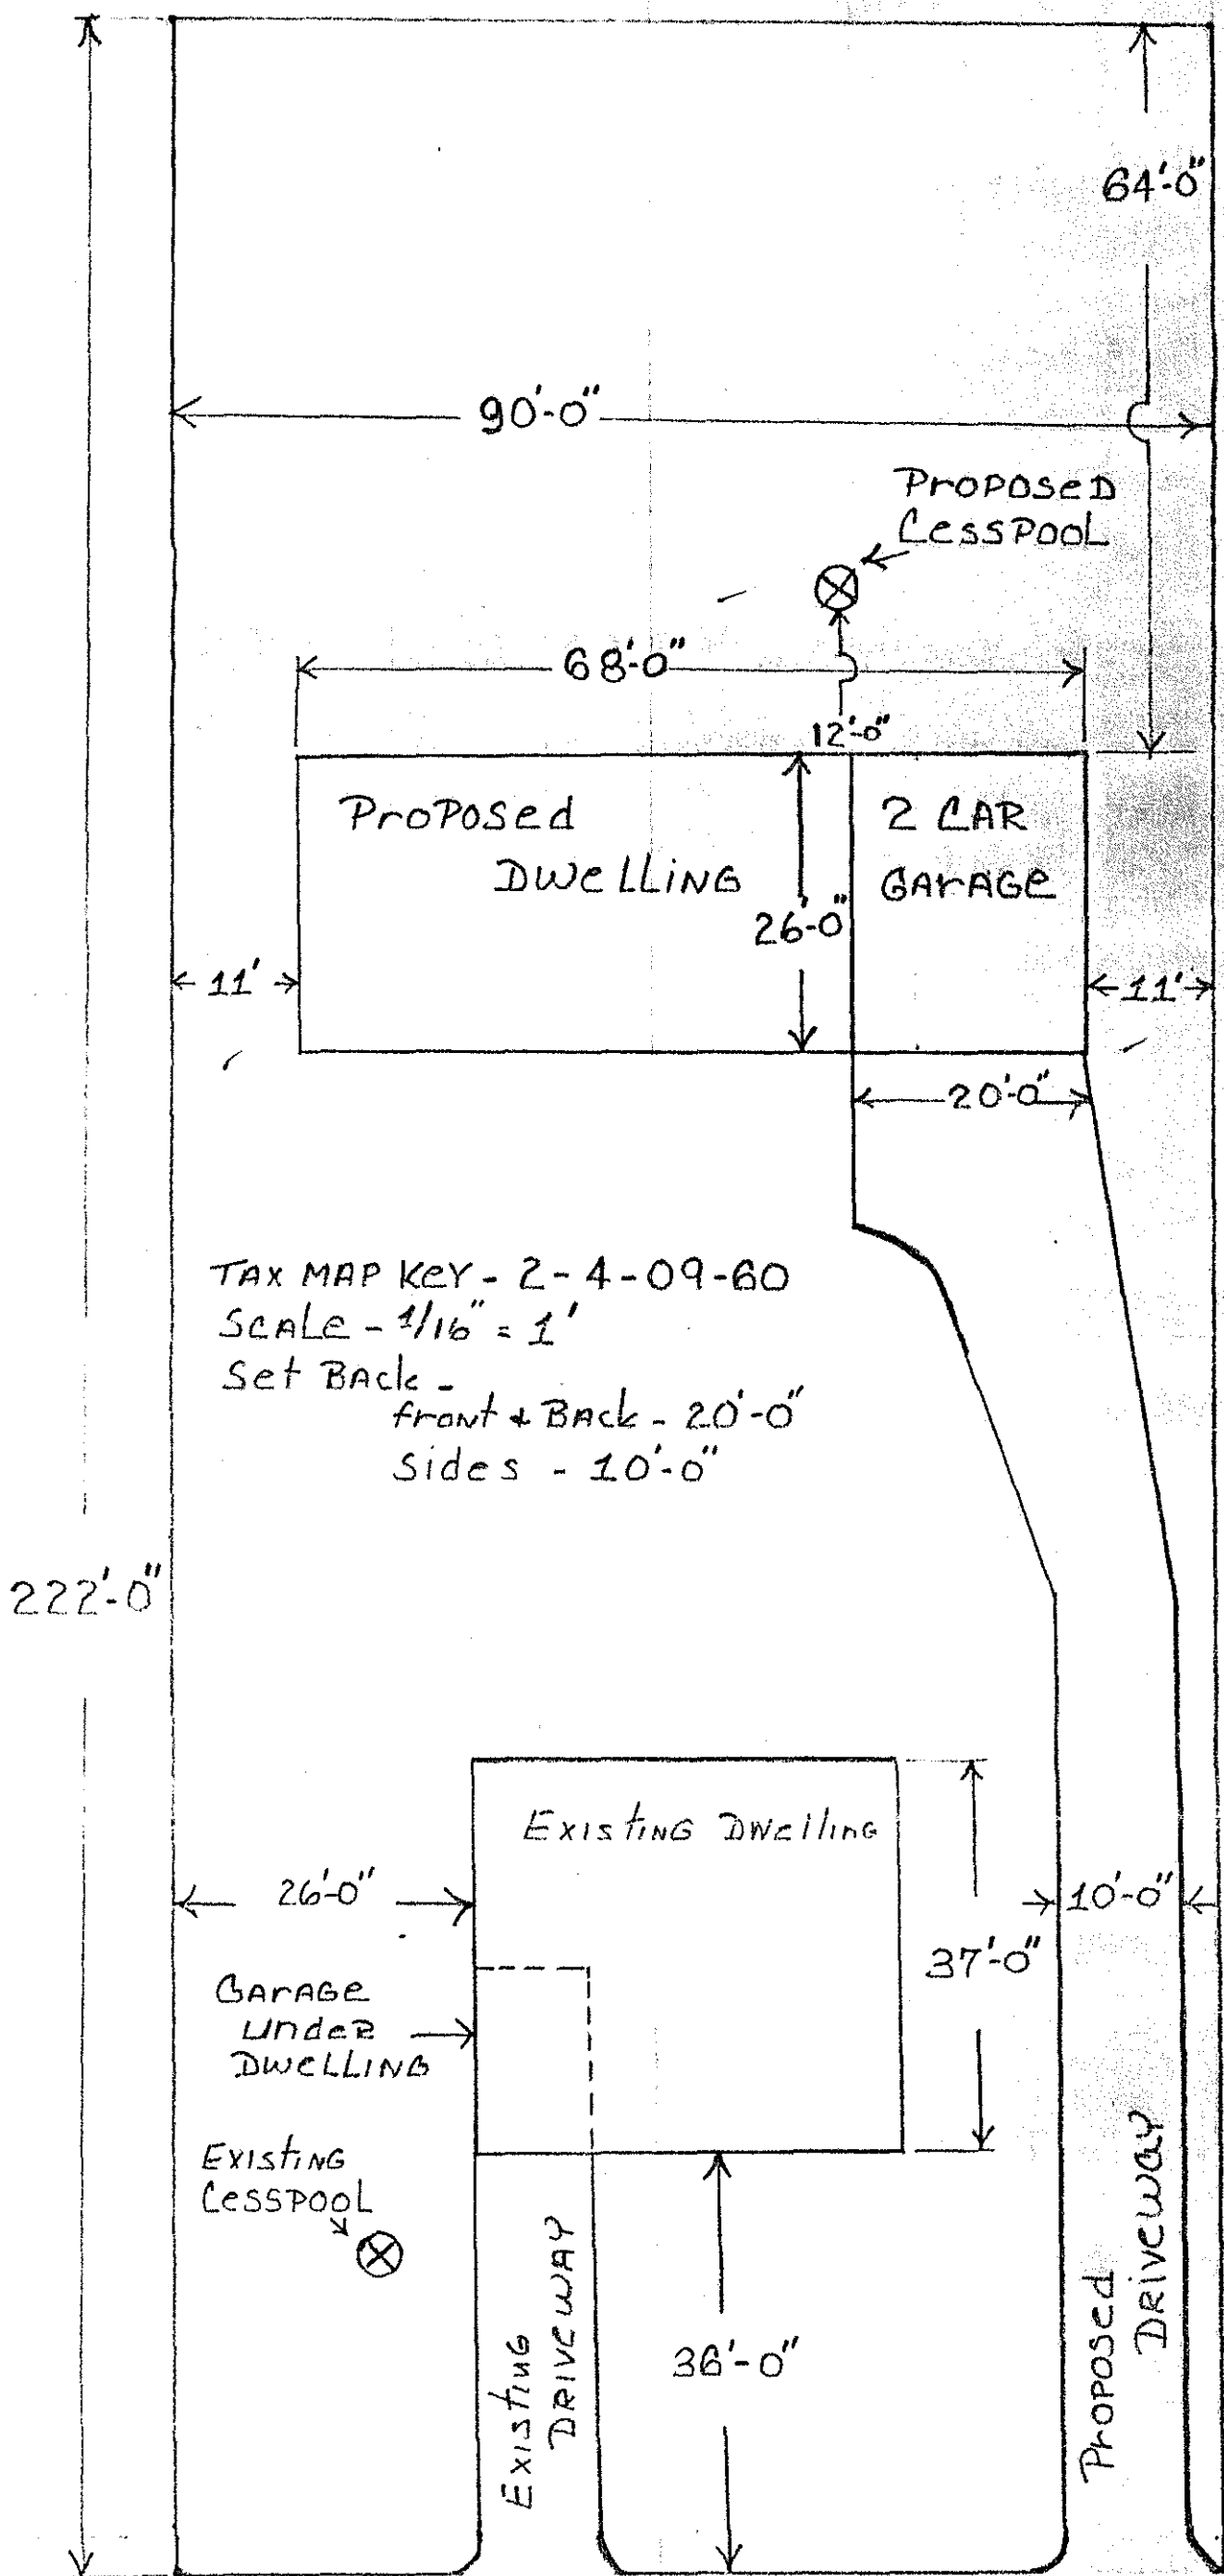 64'-0"
90'-0"
PROPOSED
CESSPOOL
68'-0"
12'-0"
PROPOSED
DWELLING
2 CAR
GARAGE
26'-0"
11'
11'
20'-0"
TAX MAP KEY - 2-4-09-60
SCALE - 1/16" = 1'
Set BACK -
front & BACK - 20'-0"
Sides - 10'-0"
222'-0"
EXISTING DWELLING
26'-0"
10'-0"
37'-0"
GARAGE
UNDER
DWELLING
EXISTING
CESSPOOL
EXISTING
DRIVEWAY
36'-0"
PROPOSED
DRIVEWAY